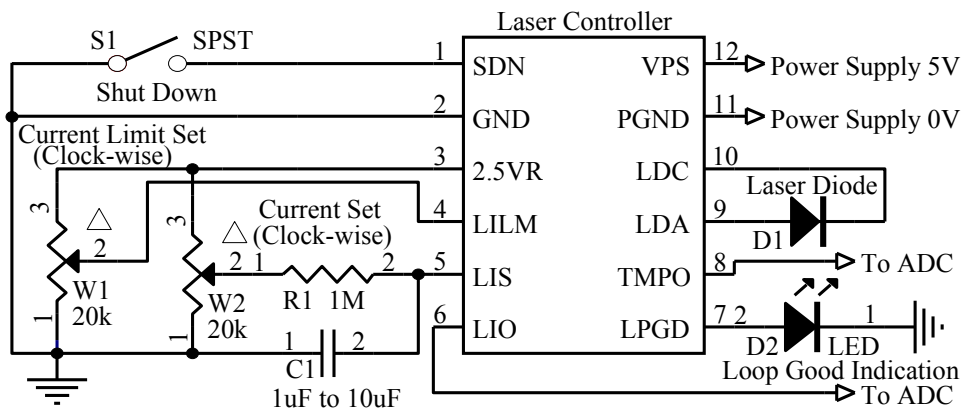 Laser Controller
S1 SPST
Shut Down
1 SDN VPS 12 Power Supply 5V
2 GND PGND 11 Power Supply 0V
Current Limit Set
(Clock-wise)
3 2.5VR LDC 10
Laser Diode
4 LILM LDA 9
D1
3 2 1
W1
20k
Current Set
(Clock-wise)
3 2 1
W2
20k
1 2
R1 1M
5 LIS TMPO 8 To ADC
6 LIO LPGD 7 2 1
D2 LED
Loop Good Indication
1 2
C1
1uF to 10uF
To ADC